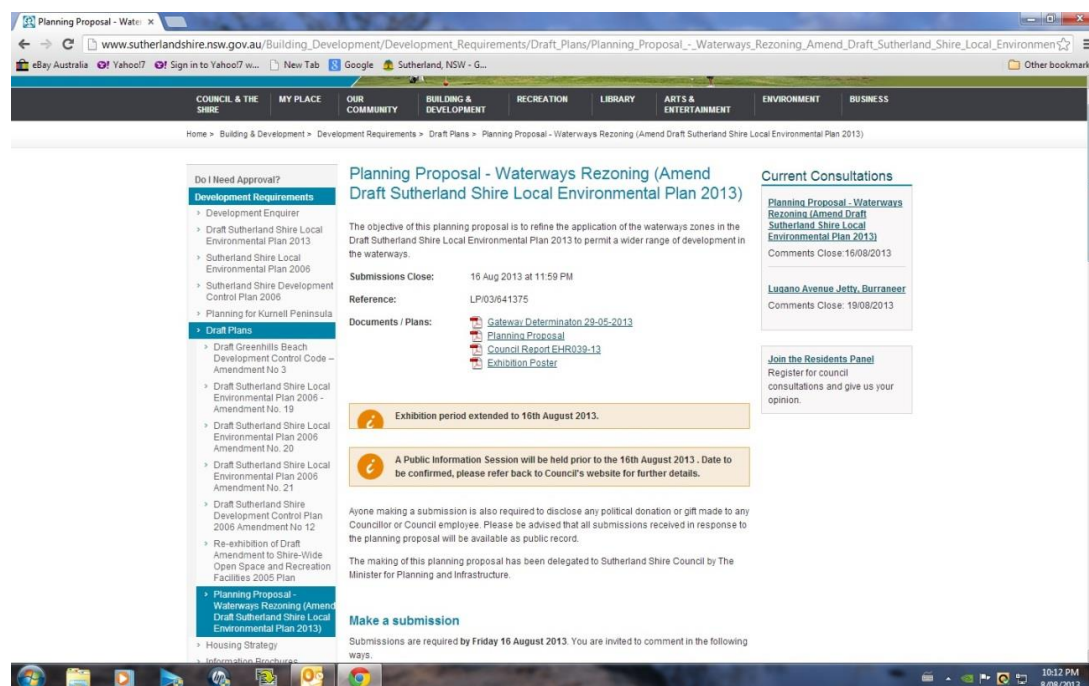 Planning Proposal - Wate
www.sutherlandshire.nsw.gov.au/Building_Development/Development_Requirements/Draft_Plans/Planning_Proposal_-_Waterways_Rezoning_Amend_Draft_Sutherland_Shire_Local_Environmen
eBay Australia Yahoo!7 Sign in to Yahoo!7 w... New Tab Google Sutherland, NSW - G... Other bookmark
COUNCIL & THE SHIRE MY PLACE OUR COMMUNITY BUILDING & DEVELOPMENT RECREATION LIBRARY ARTS & ENTERTAINMENT ENVIRONMENT BUSINESS
Home > Building & Development > Development Requirements > Draft Plans > Planning Proposal - Waterways Rezoning (Amend Draft Sutherland Shire Local Environmental Plan 2013)
Do I Need Approval?
Development Requirements
Development Enquirer
Draft Sutherland Shire Local
Environmental Plan 2013
Sutherland Shire Local
Environmental Plan 2006
Sutherland Shire Development
Control Plan 2006
Planning for Kurnell Peninsula
Draft Plans
Draft Greenhills Beach
Development Control Code –
Amendment No 3
Draft Sutherland Shire Local
Environmental Plan 2006 -
Amendment No. 19
Draft Sutherland Shire Local
Environmental Plan 2006
Amendment No. 20
Draft Sutherland Shire Local
Environmental Plan 2006
Amendment No. 21
Draft Sutherland Shire
Development Control Plan
2006 Amendment No 12
Re-exhibition of Draft
Amendment to Shire-Wide
Open Space and Recreation
Facilities 2005 Plan
Planning Proposal -
Waterways Rezoning (Amend
Draft Sutherland Shire Local
Environmental Plan 2013)
Housing Strategy
Information Brochures
Planning Proposal - Waterways Rezoning (Amend
Draft Sutherland Shire Local Environmental Plan 2013)
The objective of this planning proposal is to refine the application of the waterways zones in the
Draft Sutherland Shire Local Environmental Plan 2013 to permit a wider range of development in
the waterways.
Submissions Close: 16 Aug 2013 at 11:59 PM
Reference: LP/03/641375
Documents / Plans: Gateway Determinaton 29-05-2013
Planning Proposal
Council Report EHR039-13
Exhibition Poster
Exhibition period extended to 16th August 2013.
A Public Information Session will be held prior to the 16th August 2013 . Date to
be confirmed, please refer back to Council's website for further details.
Ayone making a submission is also required to disclose any political donation or gift made to any
Councillor or Council employee. Please be advised that all submissions received in response to
the planning proposal will be available as public record.
The making of this planning proposal has been delegated to Sutherland Shire Council by The
Minister for Planning and Infrastructure.
Make a submission
Submissions are required by Friday 16 August 2013. You are invited to comment in the following
ways.
Current Consultations
Planning Proposal - Waterways
Rezoning (Amend Draft
Sutherland Shire Local
Environmental Plan 2013)
Comments Close:16/08/2013
Lugano Avenue Jetty, Burraneer
Comments Close: 19/08/2013
Join the Residents Panel
Register for council
consultations and give us your
opinion.
10:12 PM
8/08/2013